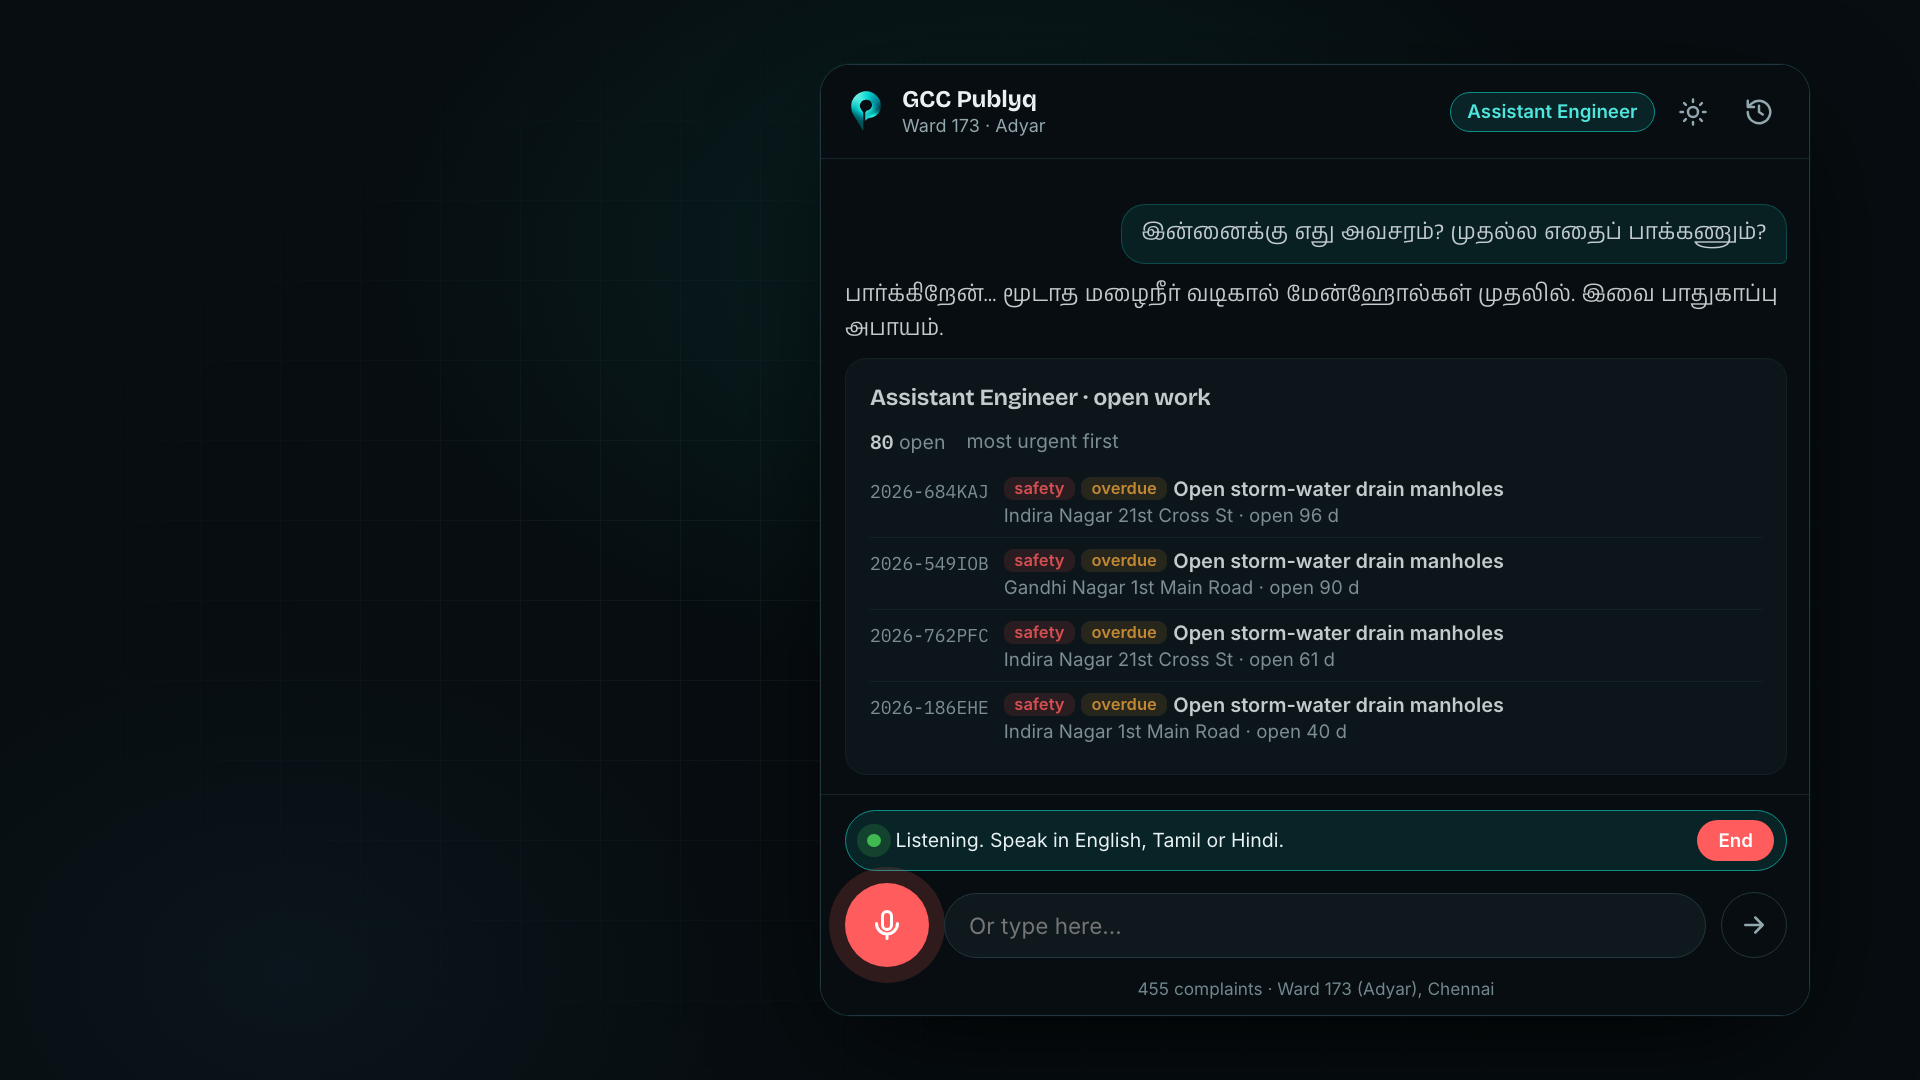 GCC Publyq
Ward 173 · Adyar
Assistant Engineer
இன்னைக்கு எது அவசரம்? முதல்ல எதைப் பாக்கணும்?
பார்க்கிறேன்... மூடாத மழைநீர் வடிகால் மேன்ஹோல்கள் முதலில். இவை பாதுகாப்பு
அபாயம்.
Assistant Engineer · open work
80 open most urgent first
2026-684KAJ safety overdue Open storm-water drain manholes
Indira Nagar 21st Cross St · open 96 d
2026-549IOB safety overdue Open storm-water drain manholes
Gandhi Nagar 1st Main Road · open 90 d
2026-762PFC safety overdue Open storm-water drain manholes
Indira Nagar 21st Cross St · open 61 d
2026-186EHE safety overdue Open storm-water drain manholes
Indira Nagar 1st Main Road · open 40 d
Listening. Speak in English, Tamil or Hindi.
End
Or type here...
455 complaints · Ward 173 (Adyar), Chennai